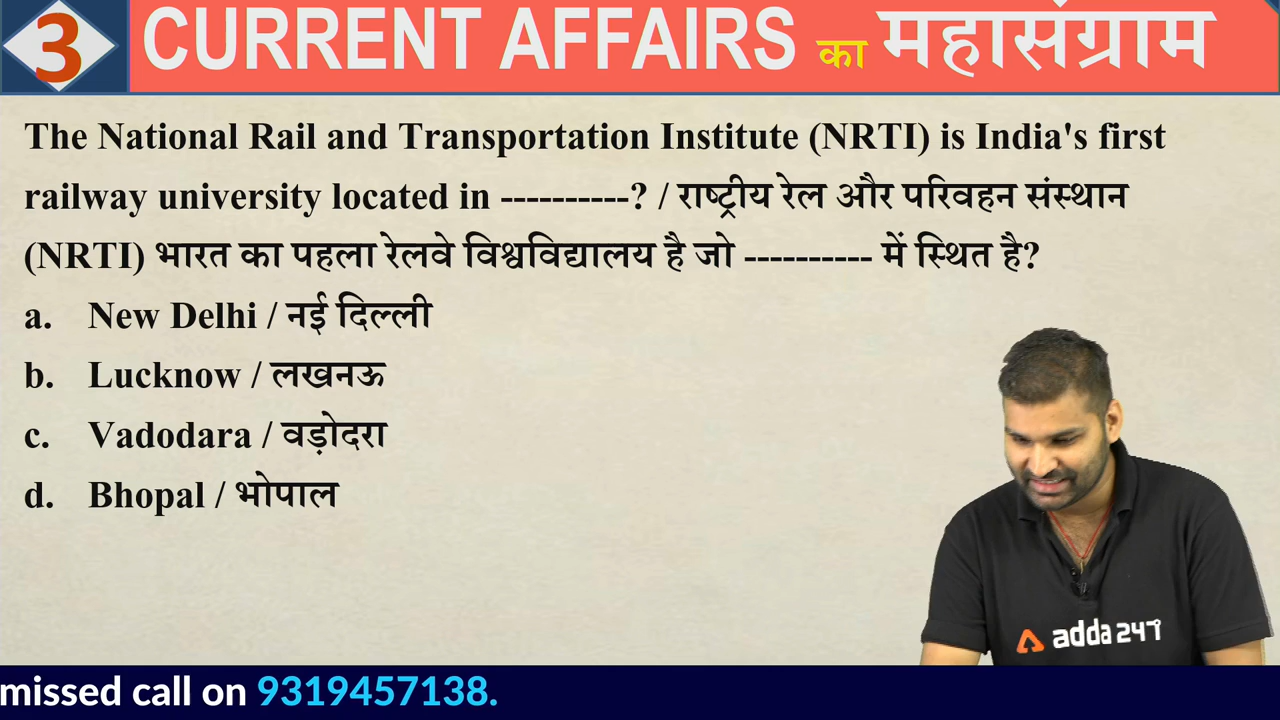 3
CURRENT AFFAIRS का महासंग्राम
The National Rail and Transportation Institute (NRTI) is India's first
railway university located in ----------? / राष्ट्रीय रेल और परिवहन संस्थान
(NRTI) भारत का पहला रेलवे विश्वविद्यालय है जो ---------- में स्थित है?
a. New Delhi / नई दिल्ली
b. Lucknow / लखनऊ
c. Vadodara / वड़ोदरा
d. Bhopal / भोपाल
adda 247
missed call on 9319457138.